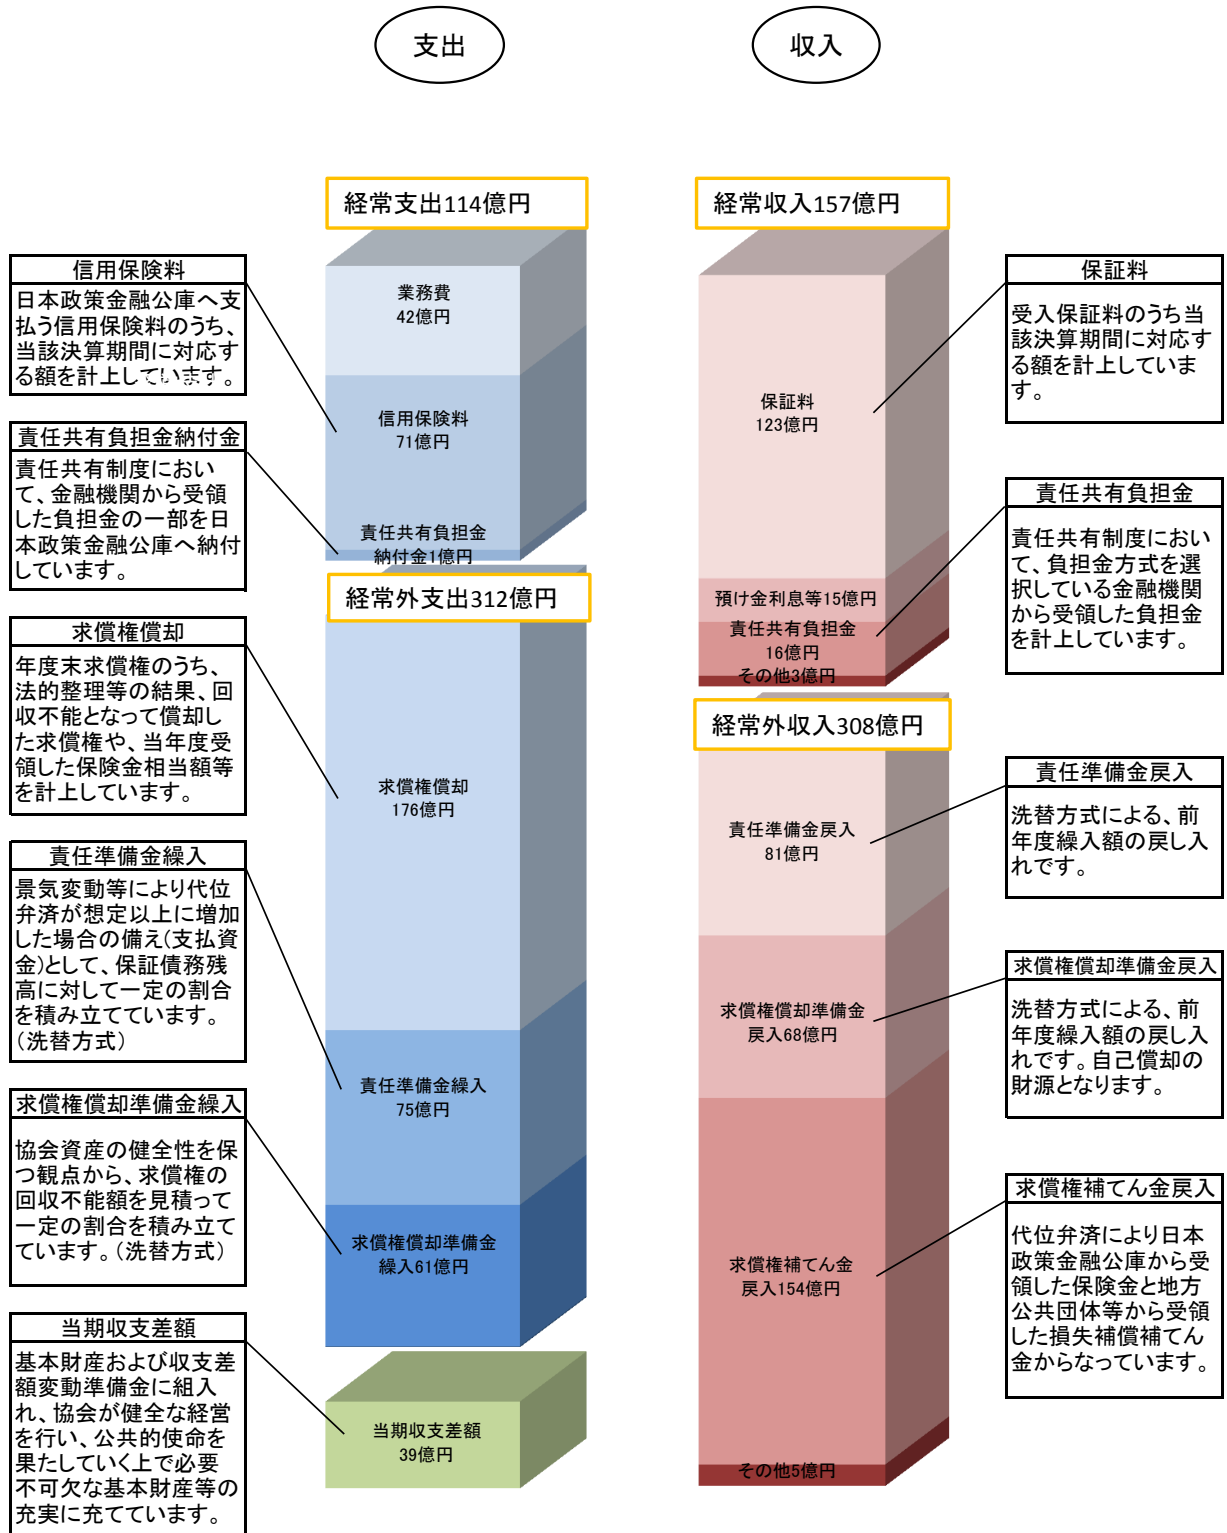 支出
収入
経常支出114億円
経常収入157億円
信用保険料
日本政策金融公庫へ支
払う信用保険料のうち、
当該決算期間に対応す
る額を計上しています。
責任共有負担金納付金
責任共有制度におい
て、金融機関から受領
した負担金の一部を日
本政策金融公庫へ納付
しています。
求償権償却
年度末求償権のうち、
法的整理等の結果、回
収不能となって償却し
た求償権や、当年度受
領した保険金相当額等
を計上しています。
責任準備金繰入
景気変動等により代位
弁済が想定以上に増加
した場合の備え(支払資
金)として、保証債務残
高に対して一定の割合
を積み立てています。
(洗替方式)
求償権償却準備金繰入
協会資産の健全性を保
つ観点から、求償権の
回収不能額を見積って
一定の割合を積み立て
ています。(洗替方式)
当期収支差額
基本財産および収支差
額変動準備金に組入
れ、協会が健全な経営
を行い、公共的使命を
果たしていく上で必要
不可欠な基本財産等の
充実に充てています。
業務費
42億円
信用保険料
71億円
責任共有負担金
納付金1億円
経常外支出312億円
求償権償却
176億円
責任準備金繰入
75億円
求償権償却準備金
繰入61億円
当期収支差額
39億円
保証料
123億円
預け金利息等15億円
責任共有負担金
16億円
その他3億円
経常外収入308億円
責任準備金戻入
81億円
求償権償却準備金
戻入68億円
求償権補てん金
戻入154億円
その他5億円
保証料
受入保証料のうち当
該決算期間に対応す
る額を計上していま
す。
責任共有負担金
責任共有制度におい
て、負担金方式を選
択している金融機関
から受領した負担金
を計上しています。
責任準備金戻入
洗替方式による、前
年度繰入額の戻し入
れです。
求償権償却準備金戻入
洗替方式による、前
年度繰入額の戻し入
れです。自己償却の
財源となります。
求償権補てん金戻入
代位弁済により日本
政策金融公庫から受
領した保険金と地方
公共団体等から受領
した損失補償補てん
金からなっています。